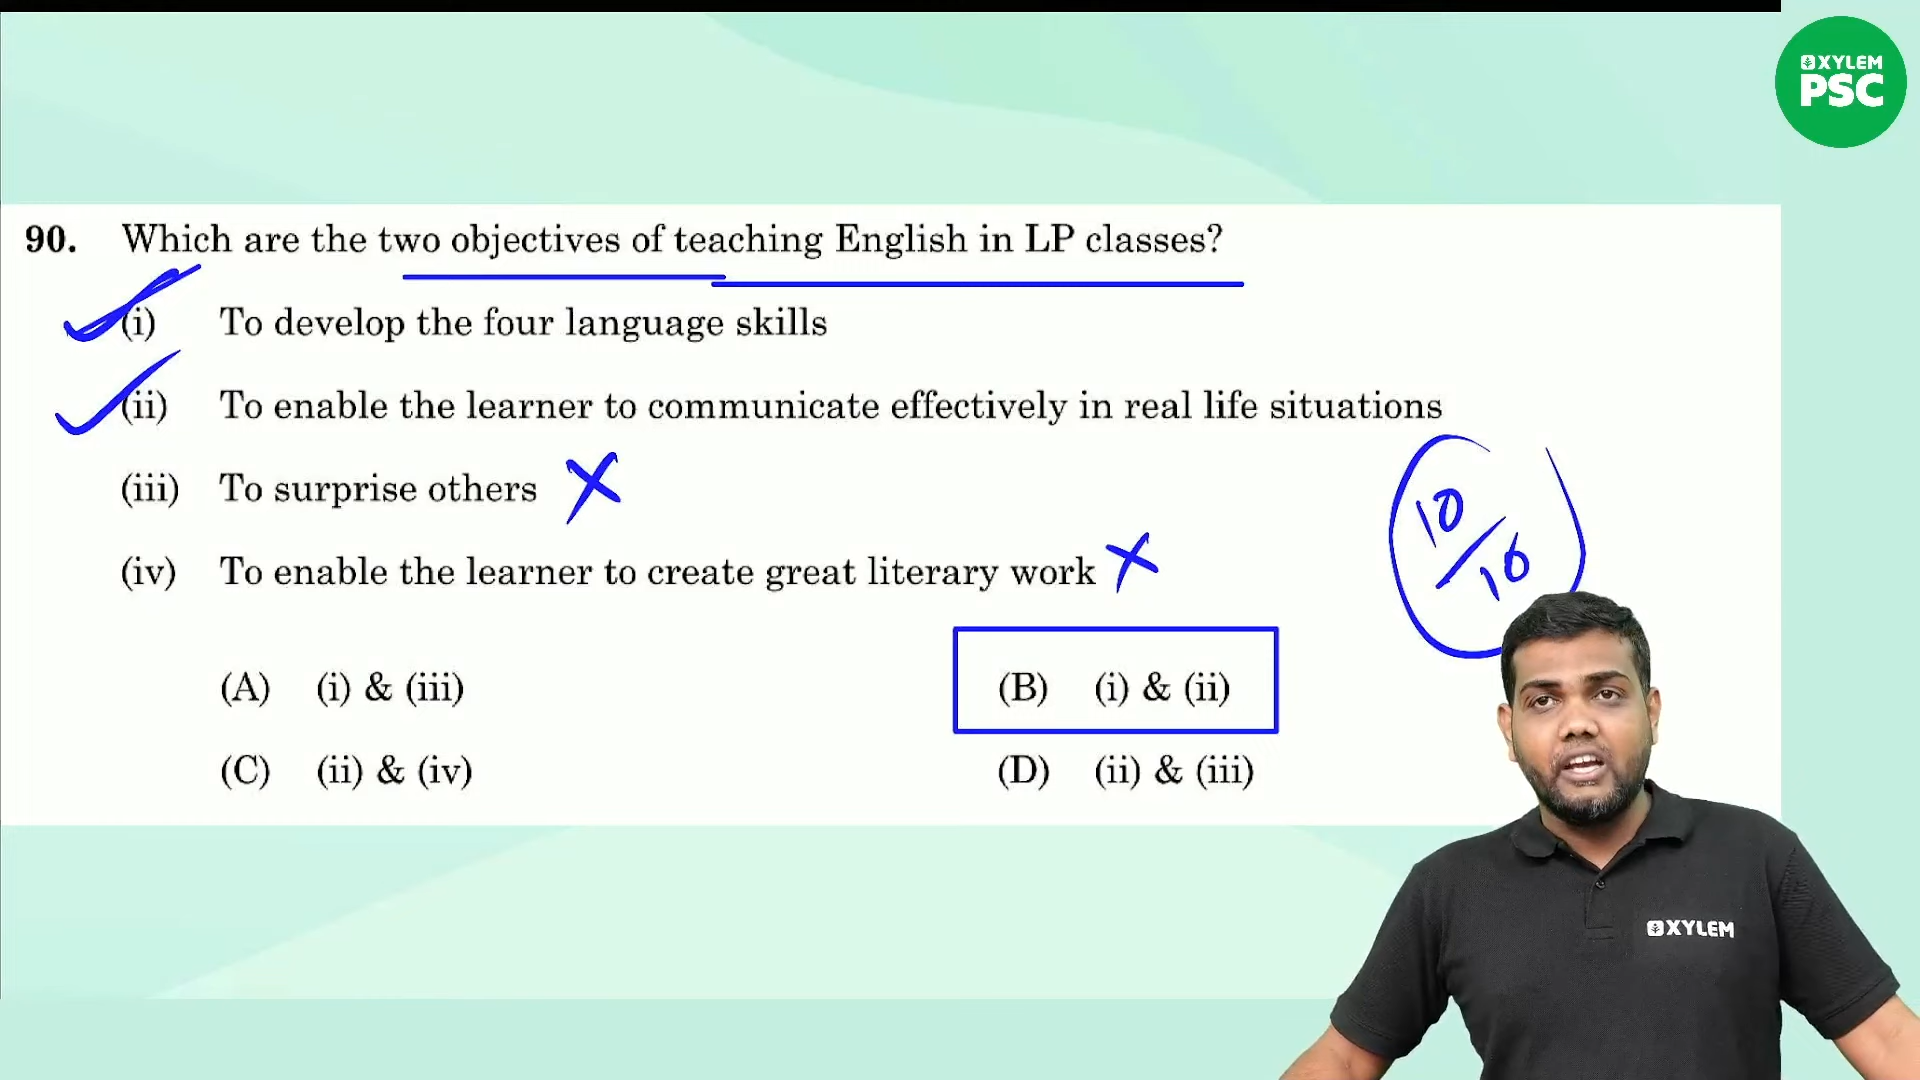 XYLEM
PSC
90. Which are the two objectives of teaching English in LP classes?
(i) To develop the four language skills
(ii) To enable the learner to communicate effectively in real life situations
(iii) To surprise others
(iv) To enable the learner to create great literary work
10/10
(A) (i) & (iii)
(B) (i) & (ii)
(C) (ii) & (iv)
(D) (ii) & (iii)
XYLEM